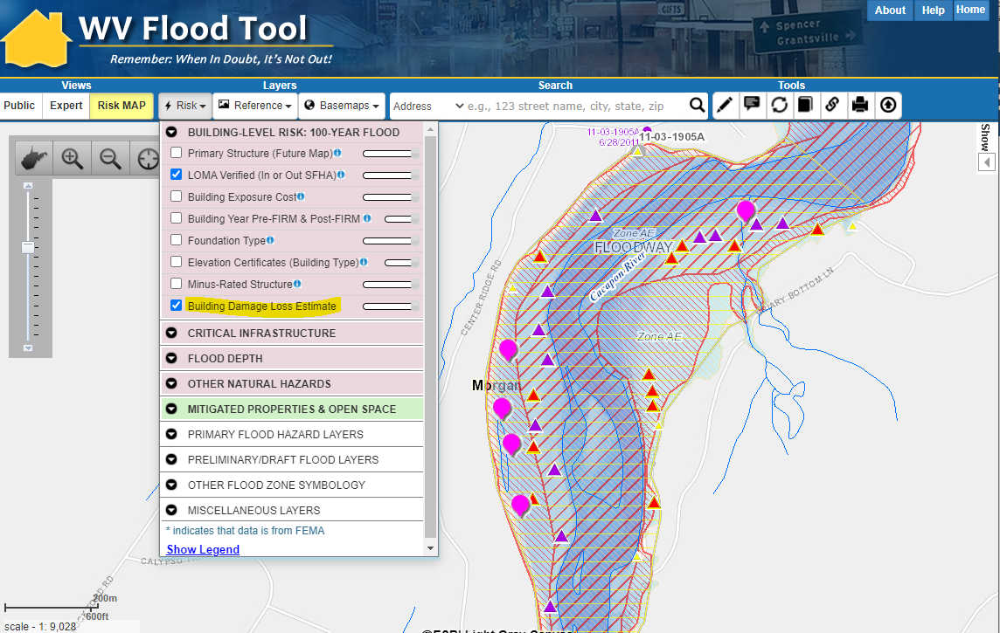 About Help Home
GIFTS
Spencer
Grantsville
WV Flood Tool
Remember: When In Doubt, It's Not Out!
Views Layers Search Tools
Public Expert Risk MAP Risk Reference Basemaps Address e.g., 123 street name, city, state, zip
Show
BUILDING-LEVEL RISK: 100-YEAR FLOOD
Primary Structure (Future Map)
LOMA Verified (In or Out SFHA)
Building Exposure Cost
Building Year Pre-FIRM & Post-FIRM
Foundation Type
Elevation Certificates (Building Type)
Minus-Rated Structure
Building Damage Loss Estimate
CRITICAL INFRASTRUCTURE
FLOOD DEPTH
OTHER NATURAL HAZARDS
MITIGATED PROPERTIES & OPEN SPACE
PRIMARY FLOOD HAZARD LAYERS
PRELIMINARY/DRAFT FLOOD LAYERS
OTHER FLOOD ZONE SYMBOLOGY
MISCELLANEOUS LAYERS
* indicates that data is from FEMA
Show Legend
11-03-1905A
6/28/2011
11-03-1905A
Zone AE
FLOODWAY
Cacapon River
CENTER RIDGE RD
BOTTOM LN
Zone AE
Morgan
CALYPSO
RD
200m
600ft
scale - 1: 9,028